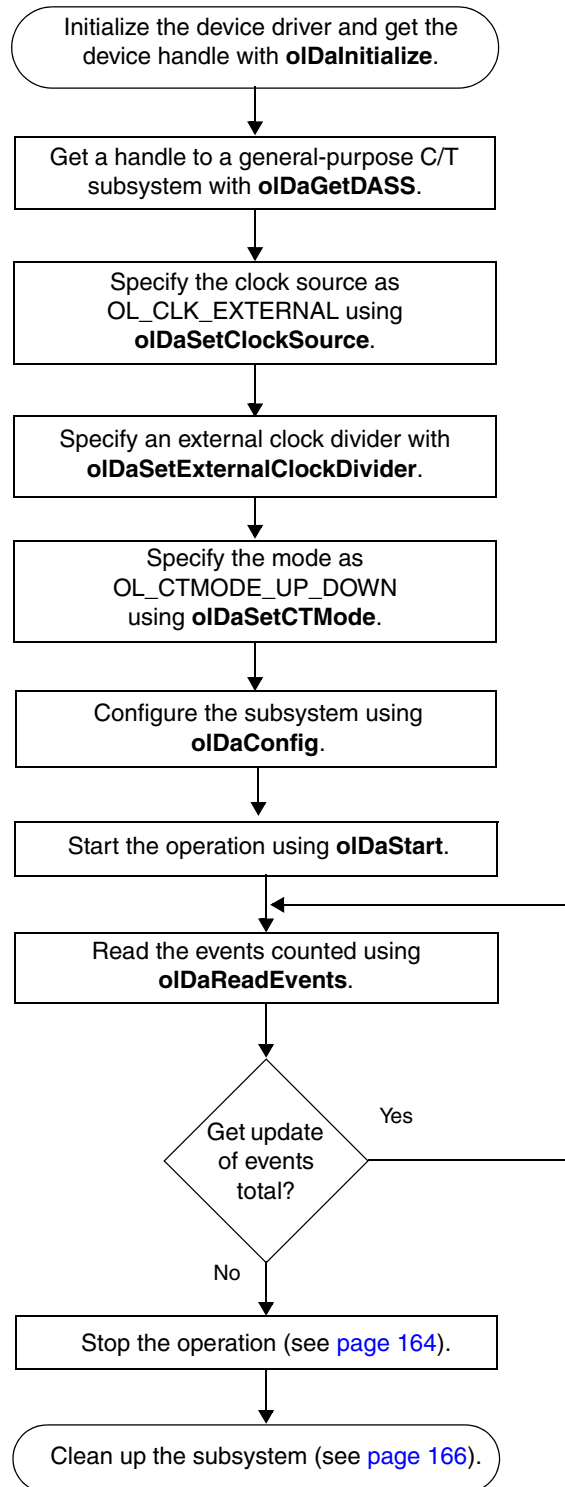 Initialize the device driver and get the
device handle with olDaInitialize.
Get a handle to a general-purpose C/T
subsystem with olDaGetDASS.
Specify the clock source as
OL_CLK_EXTERNAL using
olDaSetClockSource.
Specify an external clock divider with
olDaSetExternalClockDivider.
Specify the mode as
OL_CTMODE_UP_DOWN
using olDaSetCTMode.
Configure the subsystem using
olDaConfig.
Start the operation using olDaStart.
Read the events counted using
olDaReadEvents.
Get update
of events
total?
Yes
No
Stop the operation (see page 164).
Clean up the subsystem (see page 166).